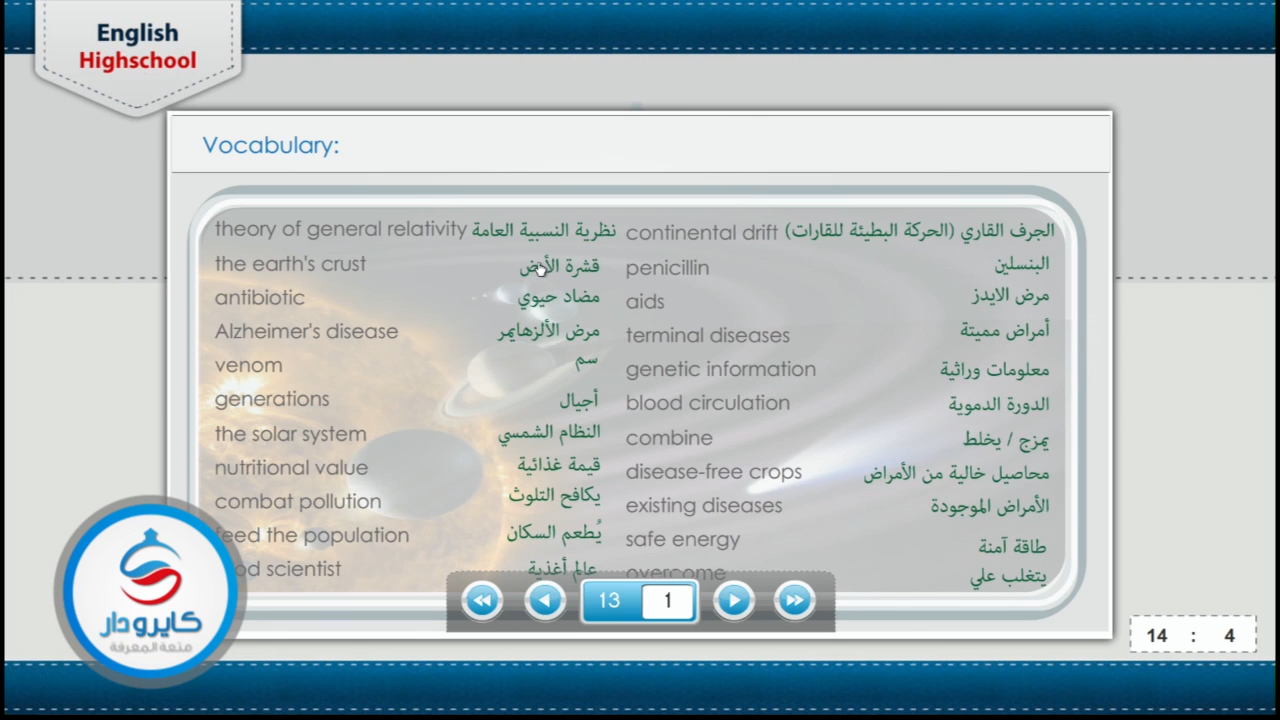 English
Highschool
Vocabulary:
theory of general relativity نظرية النسبية العامة
the earth's crust قشرة الأرض
antibiotic مضاد حيوي
Alzheimer's disease مرض الألزهايمر
venom سم
generations أجيال
the solar system النظام الشمسي
nutritional value قيمة غذائية
combat pollution يكافح التلوث
feed the population يُطعم السكان
scientist عالم أغذية
continental drift الجرف القاري (الحركة البطيئة للقارات)
penicillin البنسلين
aids مرض الايدز
terminal diseases أمراض مميتة
genetic information معلومات وراثية
blood circulation الدورة الدموية
combine يمزج / يخلط
disease-free crops محاصيل خالية من الأمراض
existing diseases الأمراض الموجودة
safe energy طاقة آمنة
overcome يتغلب علي
كايرودار
متعة المعرفة
13 1
14 : 4